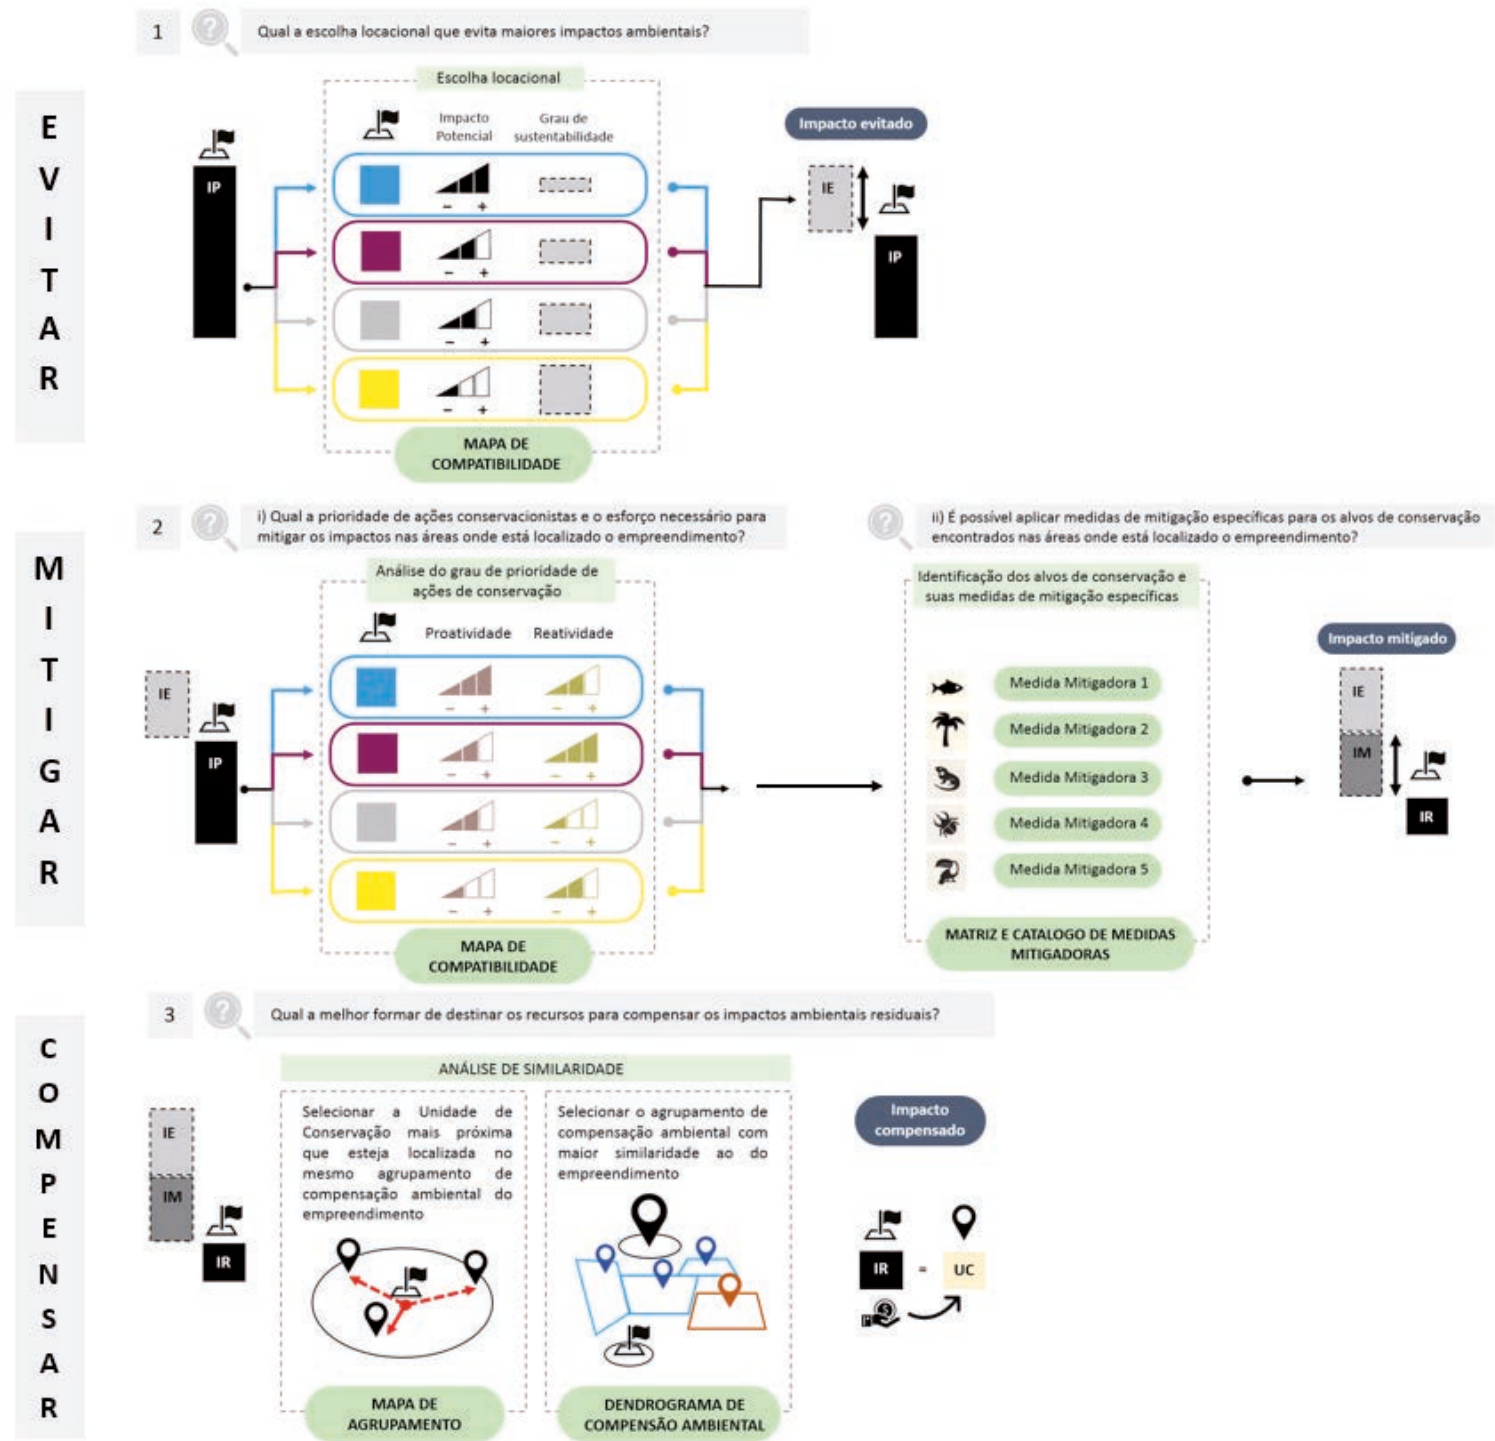 EVITAR
1
Qual a escolha locacional que evita maiores impactos ambientais?
Escolha locacional
Impacto
Potencial
Grau de
sustentabilidade
IP
- +
- +
- +
- +
MAPA DE
COMPATIBILIDADE
Impacto evitado
IE
IP
MITIGAR
2
i) Qual a prioridade de ações conservacionistas e o esforço necessário para
mitigar os impactos nas áreas onde está localizado o empreendimento?
Análise do grau de prioridade de
ações de conservação
Proatividade
Reatividade
IE
IP
- + - +
- + - +
- + - +
- + - +
MAPA DE
COMPATIBILIDADE
ii) É possível aplicar medidas de mitigação específicas para os alvos de conservação
encontrados nas áreas onde está localizado o empreendimento?
Identificação dos alvos de conservação e
suas medidas de mitigação específicas
Medida Mitigadora 1
Medida Mitigadora 2
Medida Mitigadora 3
Medida Mitigadora 4
Medida Mitigadora 5
MATRIZ E CATALOGO DE MEDIDAS
MITIGADORAS
Impacto mitigado
IE
IM
IR
COMPENSAR
3
Qual a melhor formar de destinar os recursos para compensar os impactos ambientais residuais?
ANÁLISE DE SIMILARIDADE
IE
IM
IR
Selecionar a Unidade de
Conservação mais próxima
que esteja localizada no
mesmo agrupamento de
compensação ambiental do
empreendimento
MAPA DE
AGRUPAMENTO
Selecionar o agrupamento de
compensação ambiental com
maior similaridade ao do
empreendimento
DENDROGRAMA DE
COMPENSÃO AMBIENTAL
Impacto
compensado
IR = UC
$